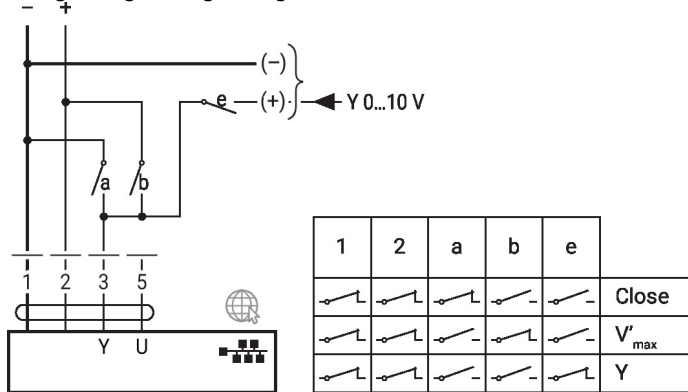 − +
(−)
e (+) Y 0...10 V
a b
1 2 3 5
Y U
1 2 a b e
Close
V'max
Y